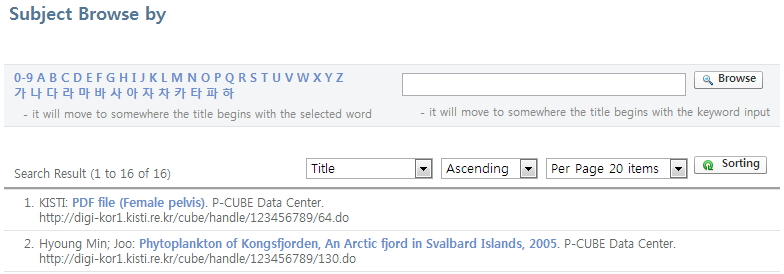 Subject Browse by
0-9 A B C D E F G H I J K L M N O P Q R S T U V W X Y Z
가 나 다 라 마 바 사 아 자 차 카 타 파 하
- it will move to somewhere the title begins with the selected word
Browse
- it will move to somewhere the title begins with the keyword input
Search Result (1 to 16 of 16)
Title
Ascending
Per Page 20 items
Sorting
1. KISTI: PDF file (Female pelvis). P-CUBE Data Center.
http://digi-kor1.kisti.re.kr/cube/handle/123456789/64.do
2. Hyoung Min; Joo: Phytoplankton of Kongsfjorden, An Arctic fjord in Svalbard Islands, 2005. P-CUBE Data Center.
http://digi-kor1.kisti.re.kr/cube/handle/123456789/130.do